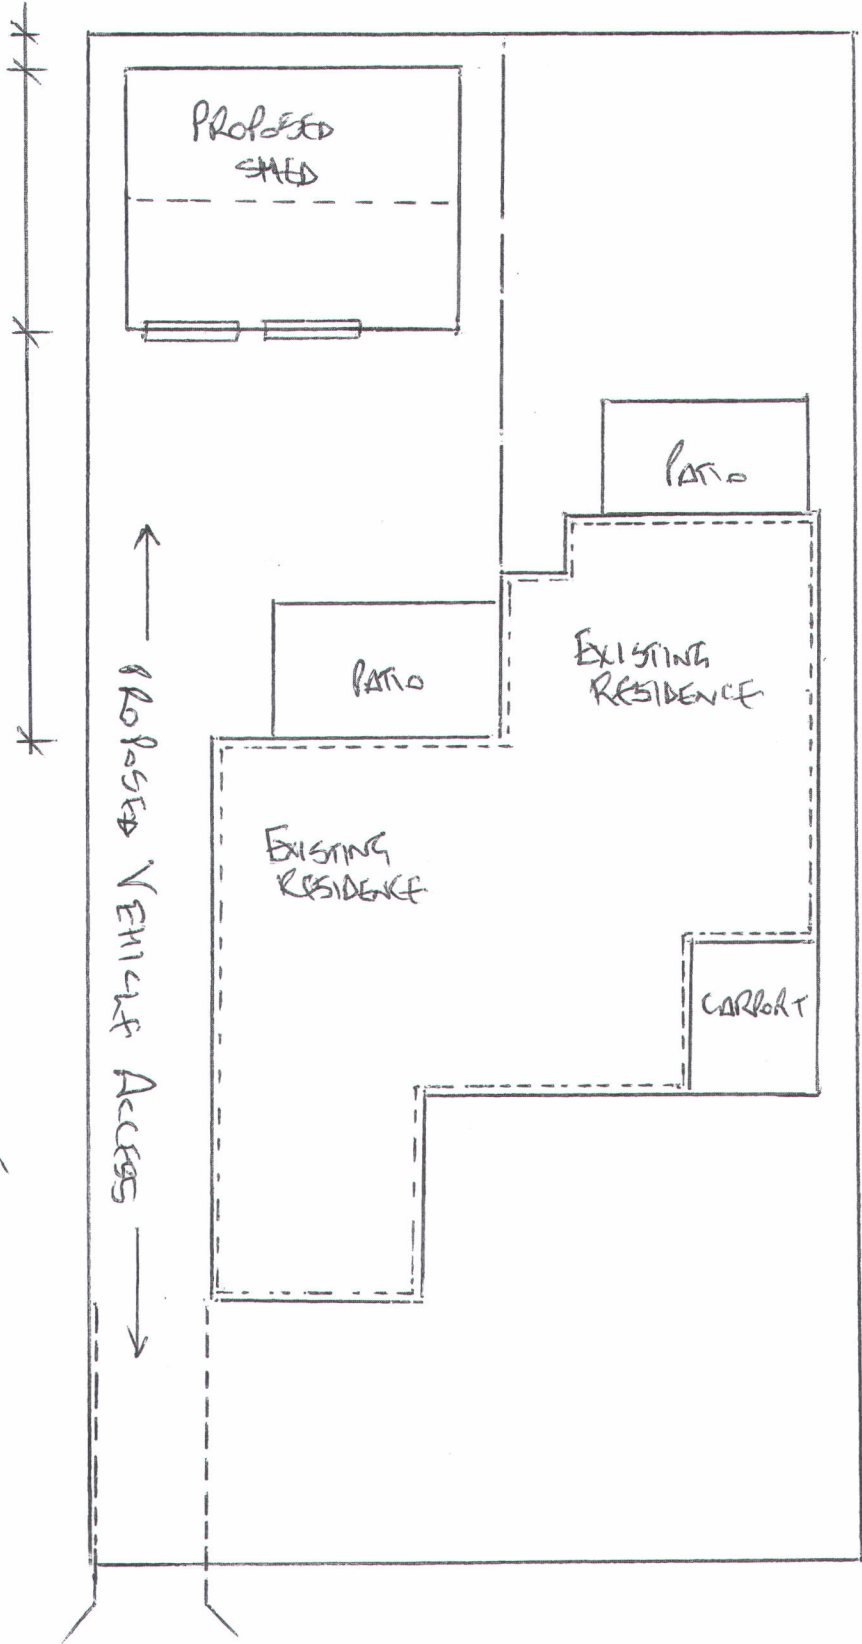 PROPOSED
SHED
PATIO
PATIO
EXISTING
RESIDENCE
EXISTING
RESIDENCE
CARPORT
PROPOSED VEHICLE ACCESS